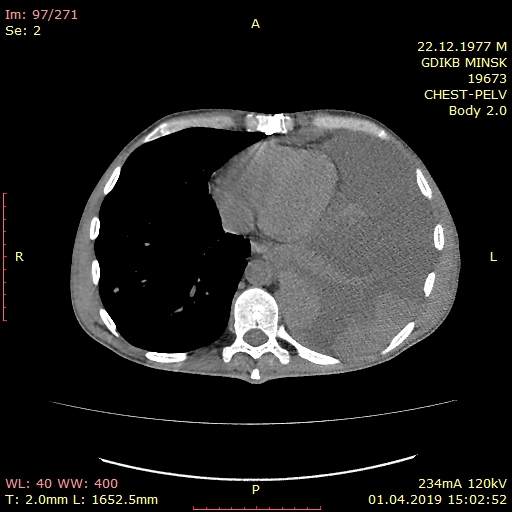 Im: 97/271
Se: 2
A
22.12.1977 M
GDIKB MINSK
19673
CHEST-PELV
Body 2.0
R
L
WL: 40 WW: 400
T: 2.0mm L: 1652.5mm
P
234mA 120kV
01.04.2019 15:02:52